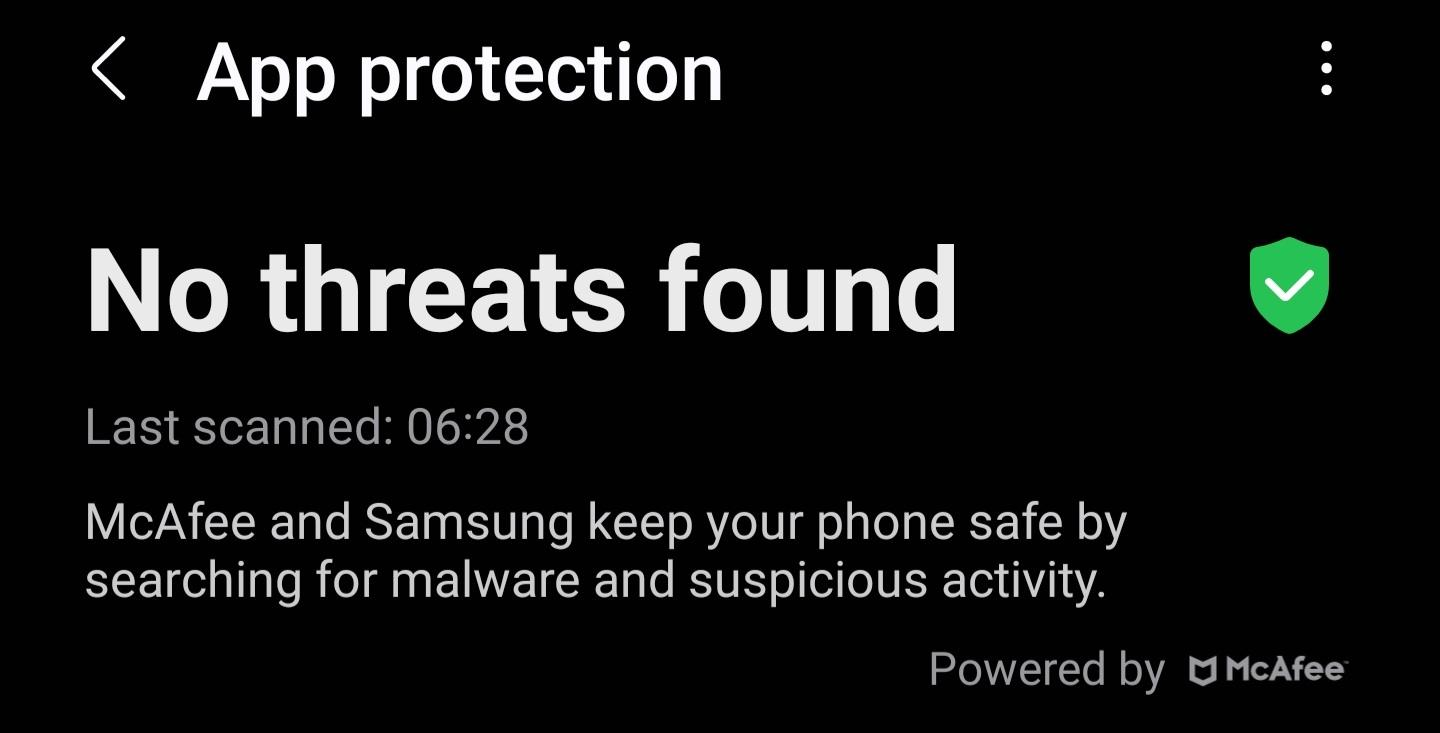 App protection
No threats found
Last scanned: 06:28
McAfee and Samsung keep your phone safe by
searching for malware and suspicious activity.
Powered by McAfee™